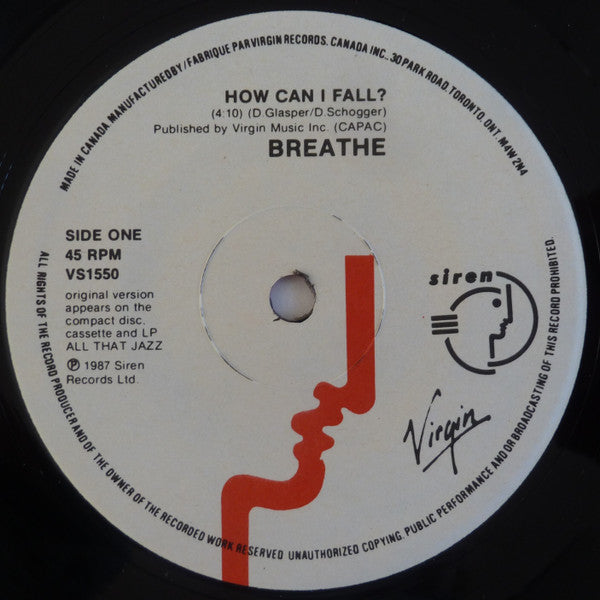 MADE IN CANADA MANUFACTURED BY / FABRIQUE PAR VIRGIN RECORDS. CANADA INC., 30 PARK ROAD, TORONTO, ONT. M4W 2N4
HOW CAN I FALL?
(4:10) (D.Glasper/D.Schogger)
Published by Virgin Music Inc. (CAPAC)
BREATHE
SIDE ONE
45 RPM
VS1550
original version
appears on the
compact disc,
cassette and LP
ALL THAT JAZZ
℗ 1987 Siren
Records Ltd.
siren
Virgin
ALL RIGHTS OF THE RECORD PRODUCER AND OF THE OWNER OF THE RECORDED WORK RESERVED UNAUTHORIZED COPYING, PUBLIC PERFORMANCE AND/OR BROADCASTING OF THIS RECORD PROHIBITED.